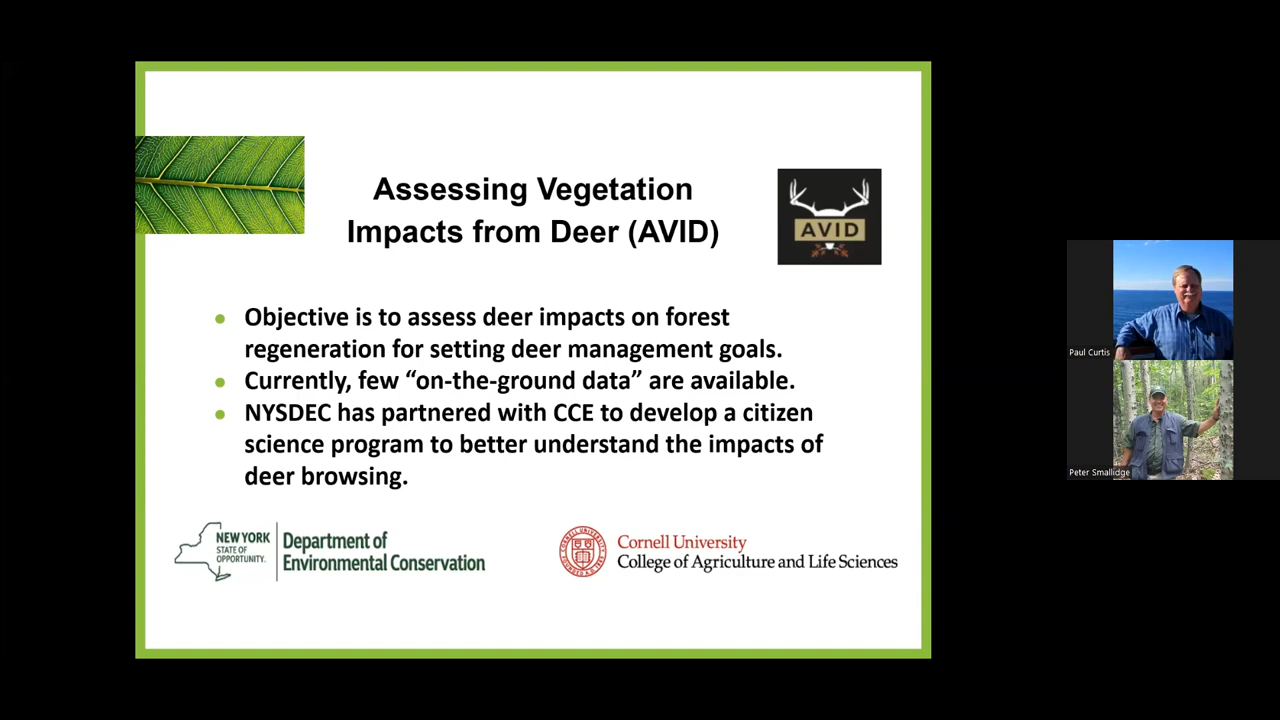 Assessing Vegetation
Impacts from Deer (AVID)
AVID
● Objective is to assess deer impacts on forest
regeneration for setting deer management goals.
● Currently, few “on-the-ground data” are available.
● NYSDEC has partnered with CCE to develop a citizen
science program to better understand the impacts of
deer browsing.
NEW YORK
STATE OF
OPPORTUNITY.
Department of
Environmental Conservation
Cornell University
College of Agriculture and Life Sciences
Paul Curtis
Peter Smallidge